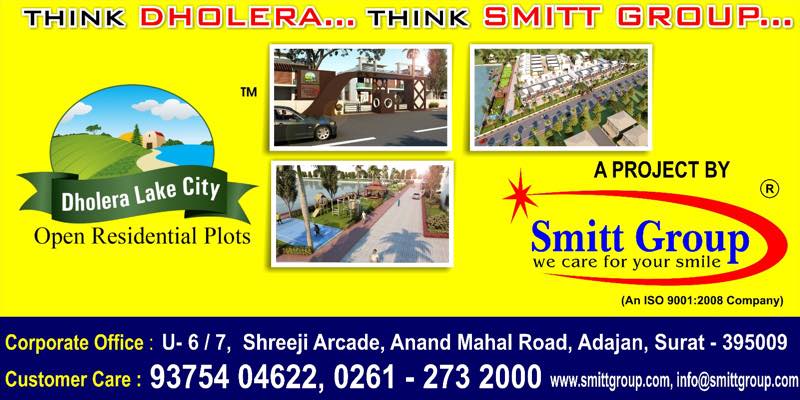 THINK DHOLERA... THINK SMITT GROUP...
TM
Dholera Lake City
Open Residential Plots
A PROJECT BY
®
Smitt Group
we care for your smile
(An ISO 9001:2008 Company)
Corporate Office : U- 6 / 7, Shreeji Arcade, Anand Mahal Road, Adajan, Surat - 395009
Customer Care : 93754 04622, 0261 - 273 2000 www.smittgroup.com, info@smittgroup.com